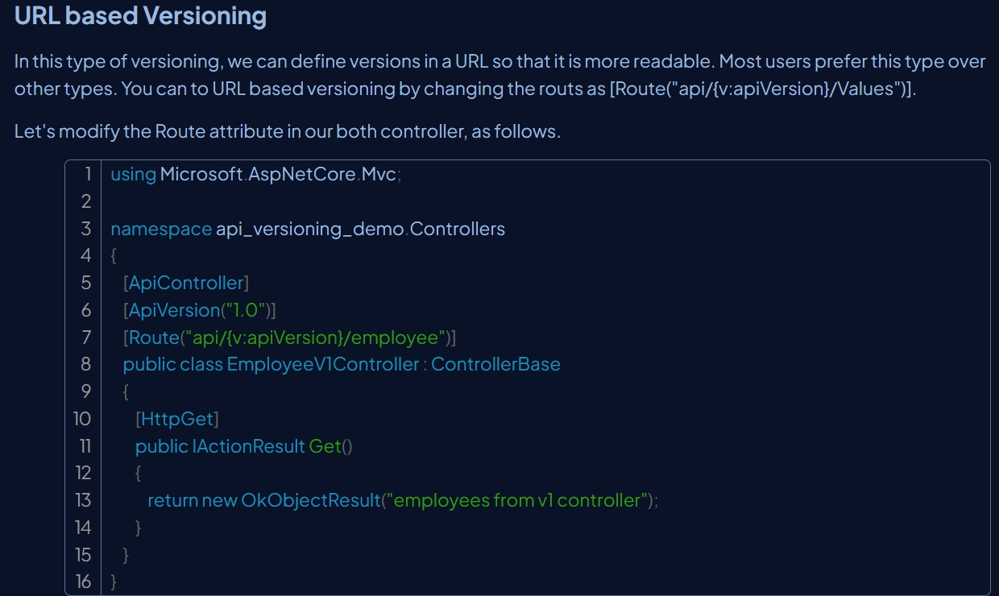 URL based Versioning
In this type of versioning, we can define versions in a URL so that it is more readable. Most users prefer this type over
other types. You can to URL based versioning by changing the routs as [Route("api/{v:apiVersion}/Values")].
Let's modify the Route attribute in our both controller, as follows.
1 using Microsoft.AspNetCore.Mvc;
2
3 namespace api_versioning_demo.Controllers
4 {
5 [ApiController]
6 [ApiVersion("1.0")]
7 [Route("api/{v:apiVersion}/employee")]
8 public class EmployeeV1Controller : ControllerBase
9 {
10 [HttpGet]
11 public IActionResult Get()
12 {
13 return new OkObjectResult("employees from v1 controller");
14 }
15 }
16 }